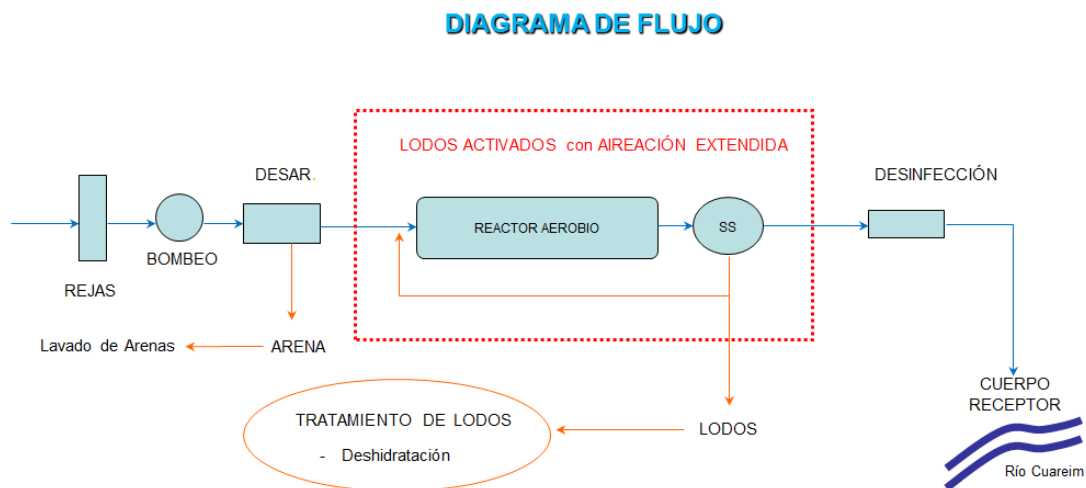 DIAGRAMA DE FLUJO
LODOS ACTIVADOS con AIREACIÓN EXTENDIDA
DESAR.
DESINFECCIÓN
REACTOR AEROBIO
SS
BOMBEO
REJAS
Lavado de Arenas
ARENA
CUERPO
RECEPTOR
TRATAMIENTO DE LODOS
- Deshidratación
LODOS
Río Cuareim